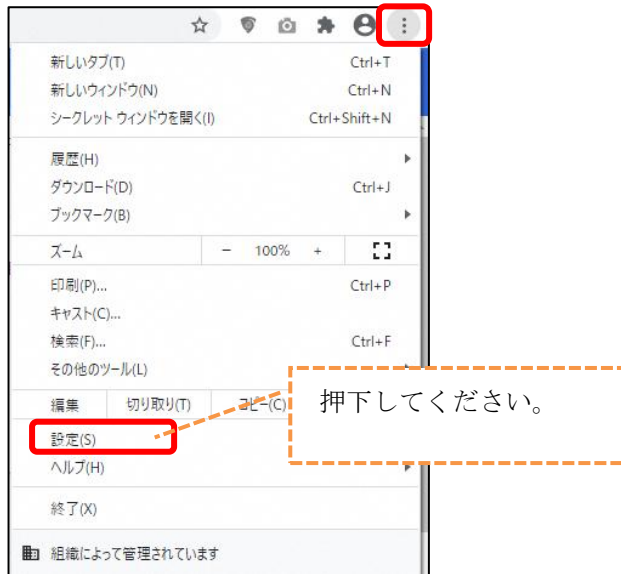 新しいタブ(T) Ctrl+T
新しいウィンドウ(N) Ctrl+N
シークレット ウィンドウを開く(I) Ctrl+Shift+N
履歴(H)
ダウンロード(D) Ctrl+J
ブックマーク(B)
ズーム - 100% +
印刷(P)... Ctrl+P
キャスト(C)...
検索(F)... Ctrl+F
その他のツール(L)
編集 切り取り(T) コピー(C)
押下してください。
設定(S)
ヘルプ(H)
終了(X)
組織によって管理されています